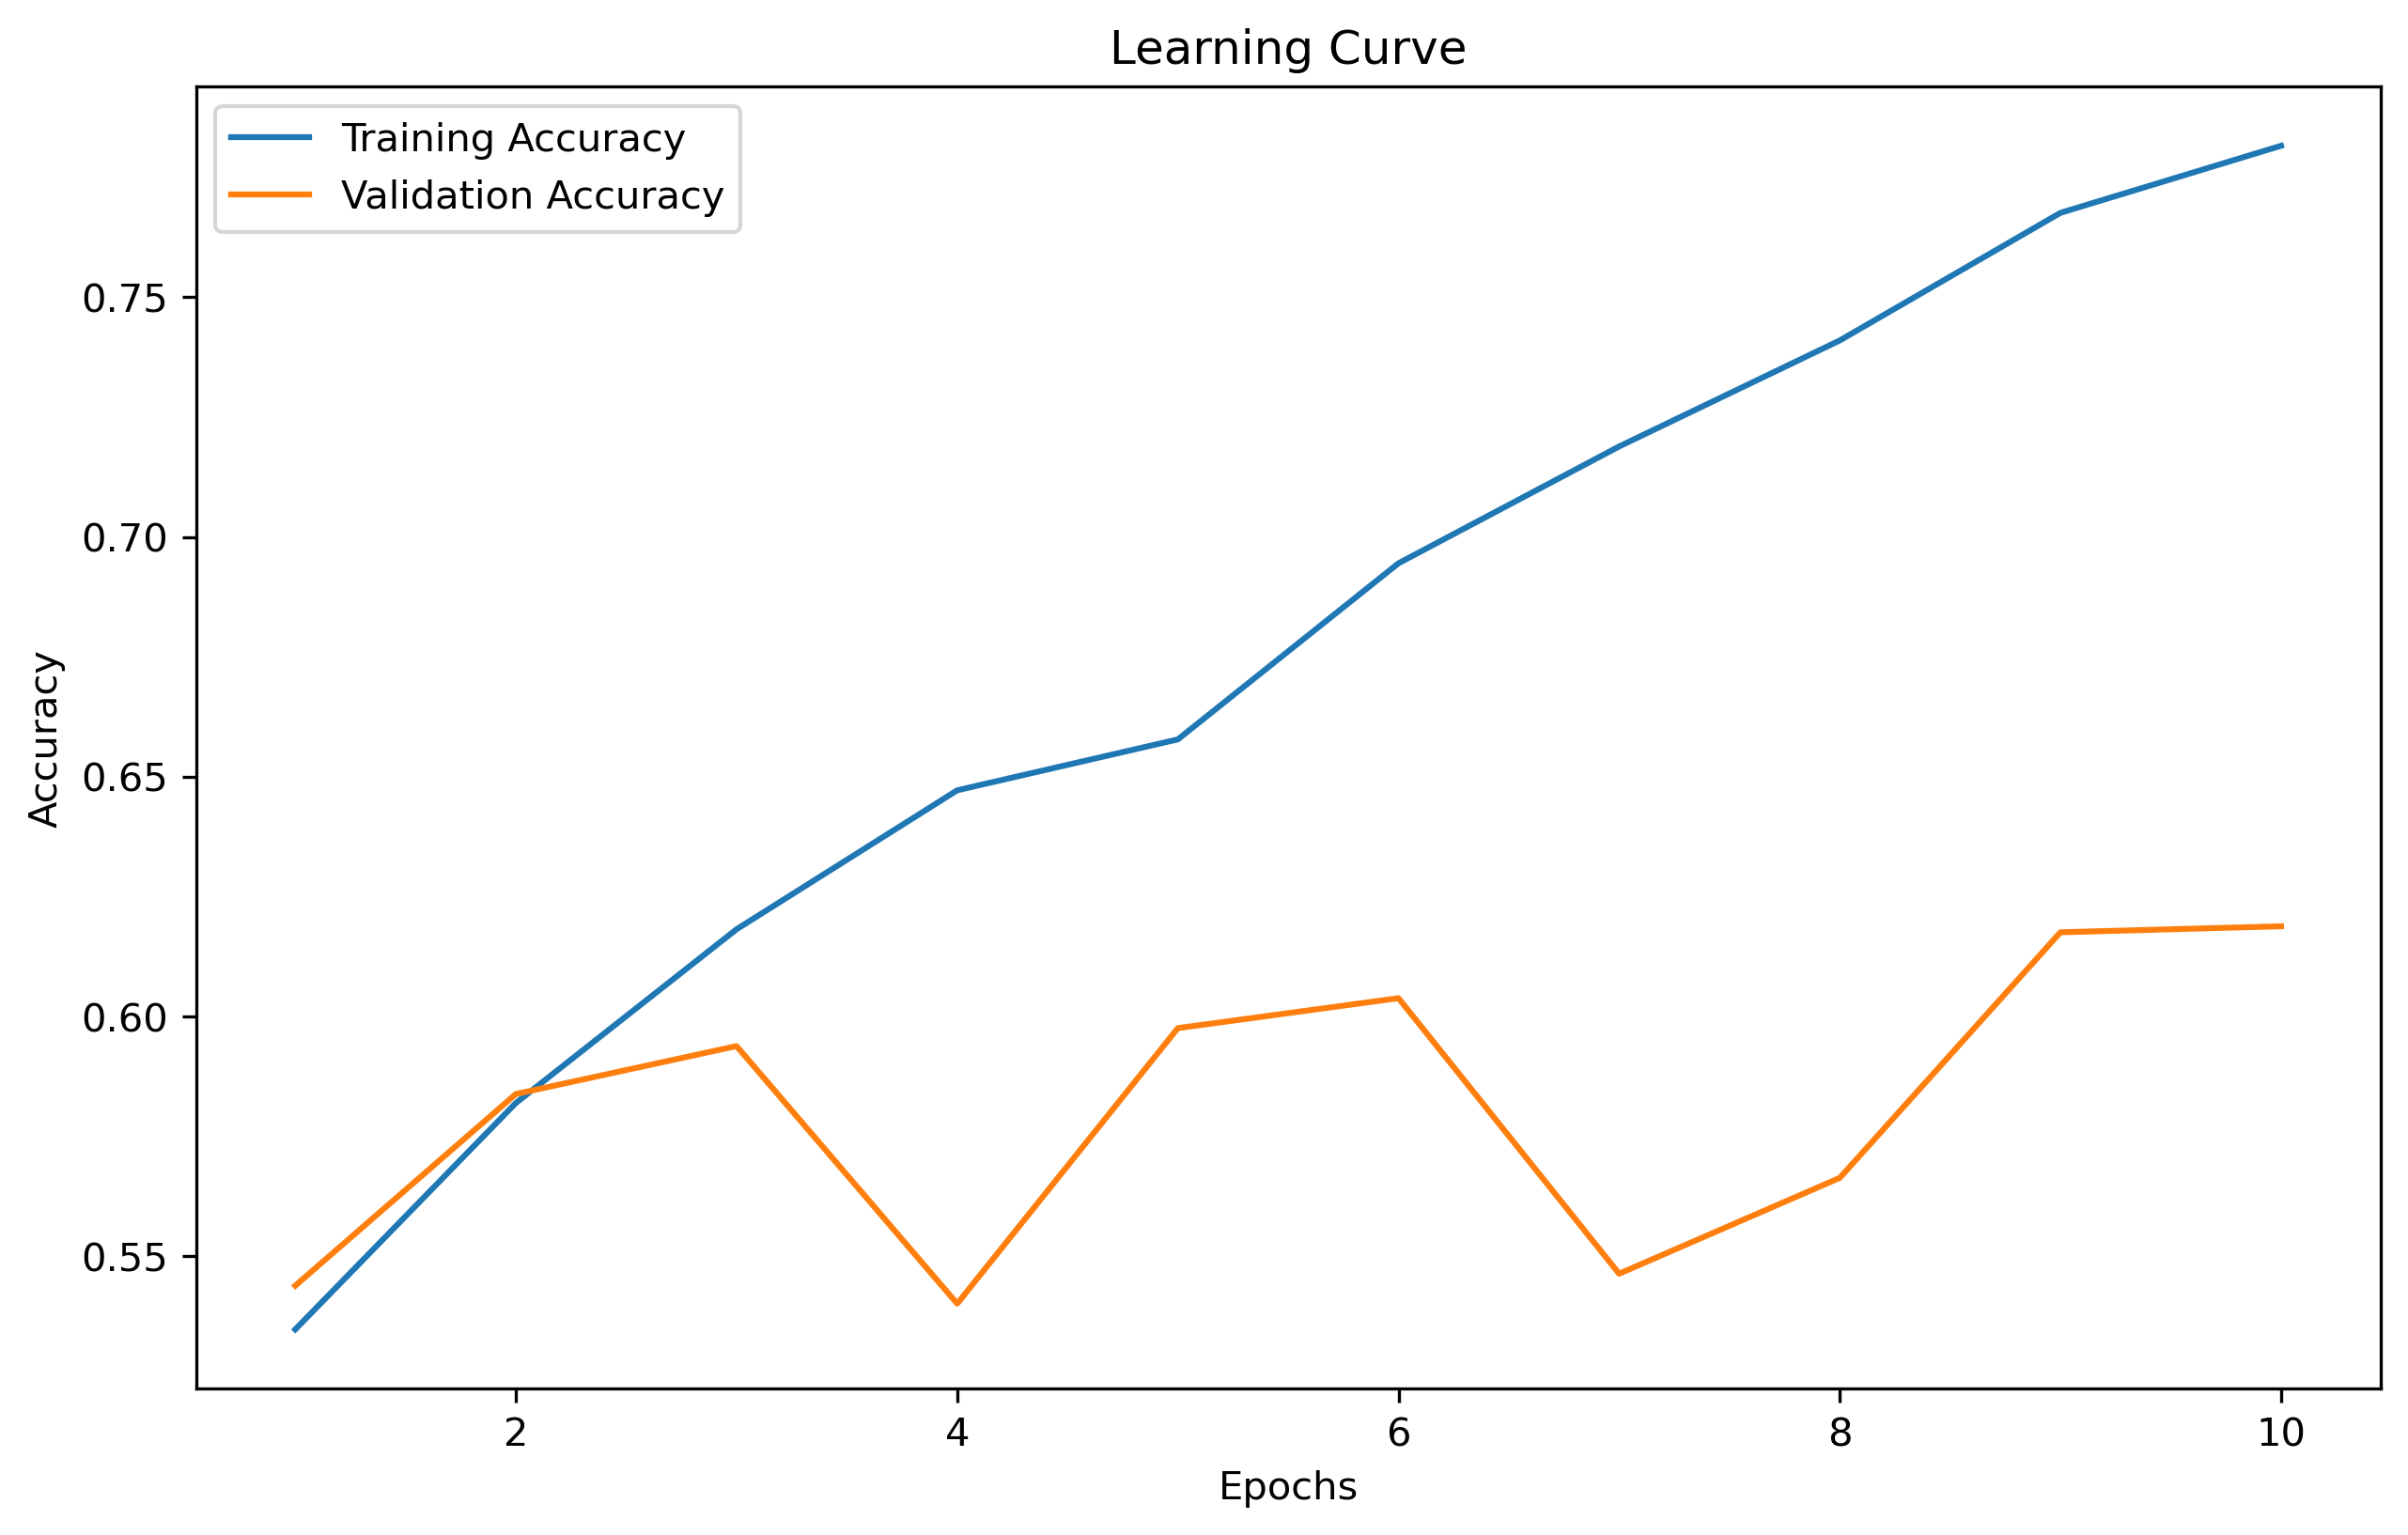 Learning Curve
Training Accuracy
Validation Accuracy
0.75
0.70
0.65
0.60
0.55
Accuracy
2 4 6 8 10
Epochs